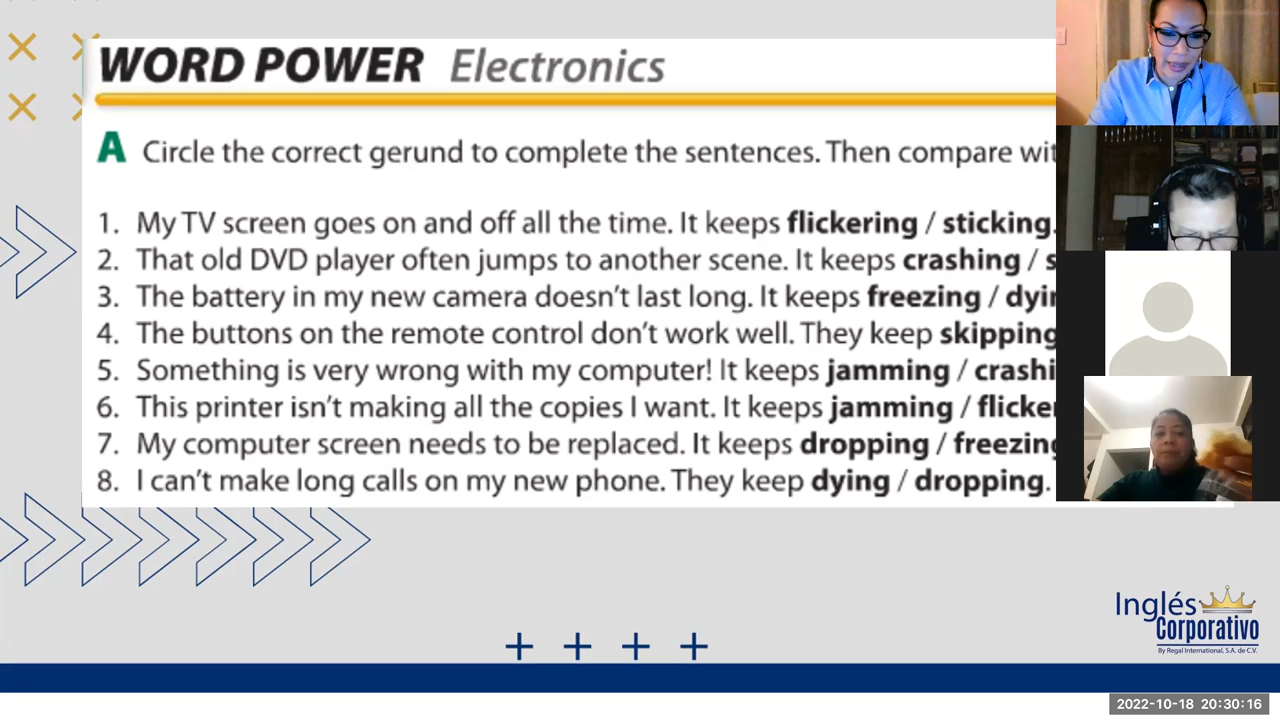 WORD POWER Electronics
A Circle the correct gerund to complete the sentences. Then compare
1. My TV screen goes on and off all the time. It keeps flickering / sticking.
2. That old DVD player often jumps to another scene. It keeps crashing /
3. The battery in my new camera doesn't last long. It keeps freezing /
4. The buttons on the remote control don't work well. They keep skipping
5. Something is very wrong with my computer! It keeps jamming /
6. This printer isn't making all the copies I want. It keeps jamming /
7. My computer screen needs to be replaced. It keeps dropping / freezing
8. I can't make long calls on my new phone. They keep dying / dropping.
Inglés
Corporativo
By Regal International, S.A. de C.V.
2022-10-18 20:30:16